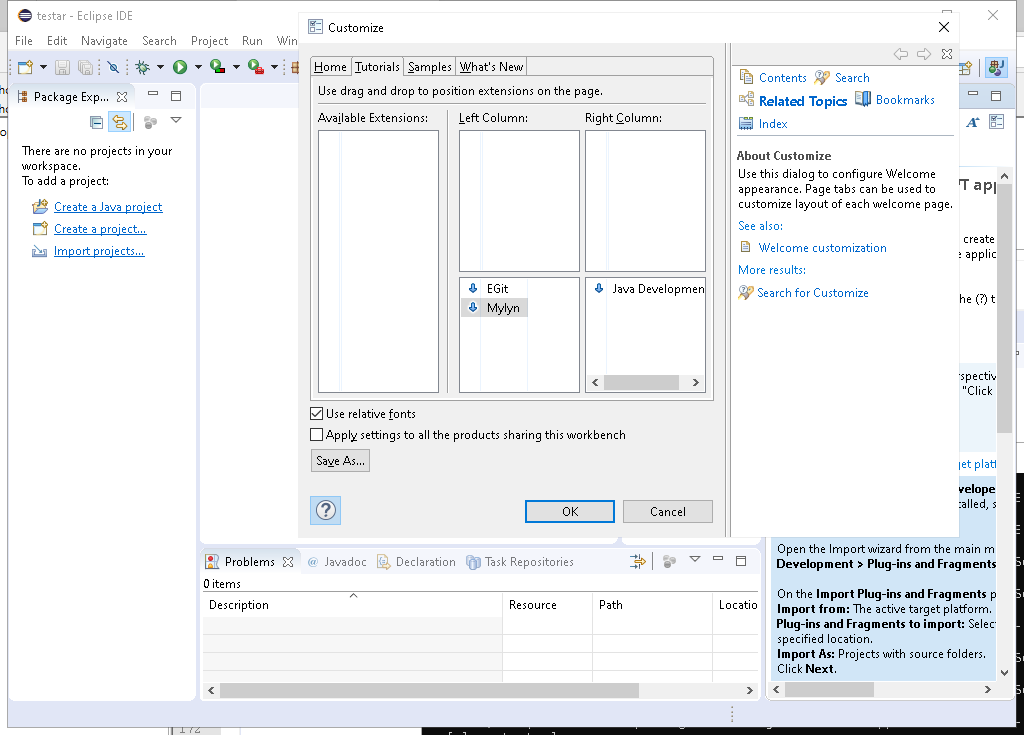 testar - Eclipse IDE
File Edit Navigate Search Project Run Win
Package Exp...
There are no projects in your
workspace.
To add a project:
Create a Java project
Create a project...
Import projects...
Customize
Home Tutorials Samples What's New
Use drag and drop to position extensions on the page.
Available Extensions: Left Column: Right Column:
EGit
Mylyn
Java Developmen
Use relative fonts
Apply settings to all the products sharing this workbench
Save As...
OK Cancel
Contents Search
Related Topics Bookmarks
Index
About Customize
Use this dialog to configure Welcome
appearance. Page tabs can be used to
customize layout of each welcome page.
See also:
Welcome customization
More results:
Search for Customize
T app
create
e applic
he (?) t
rspectiv
"Click
get platf
velope
talled, s
Open the Import wizard from the main m
Development > Plug-ins and Fragments
On the Import Plug-ins and Fragments p
Import from: The active target platform.
Plug-ins and Fragments to import: Selec
specified location.
Import As: Projects with source folders.
Click Next.
Problems @ Javadoc Declaration Task Repositories
0 items
Description Resource Path Locatio
172